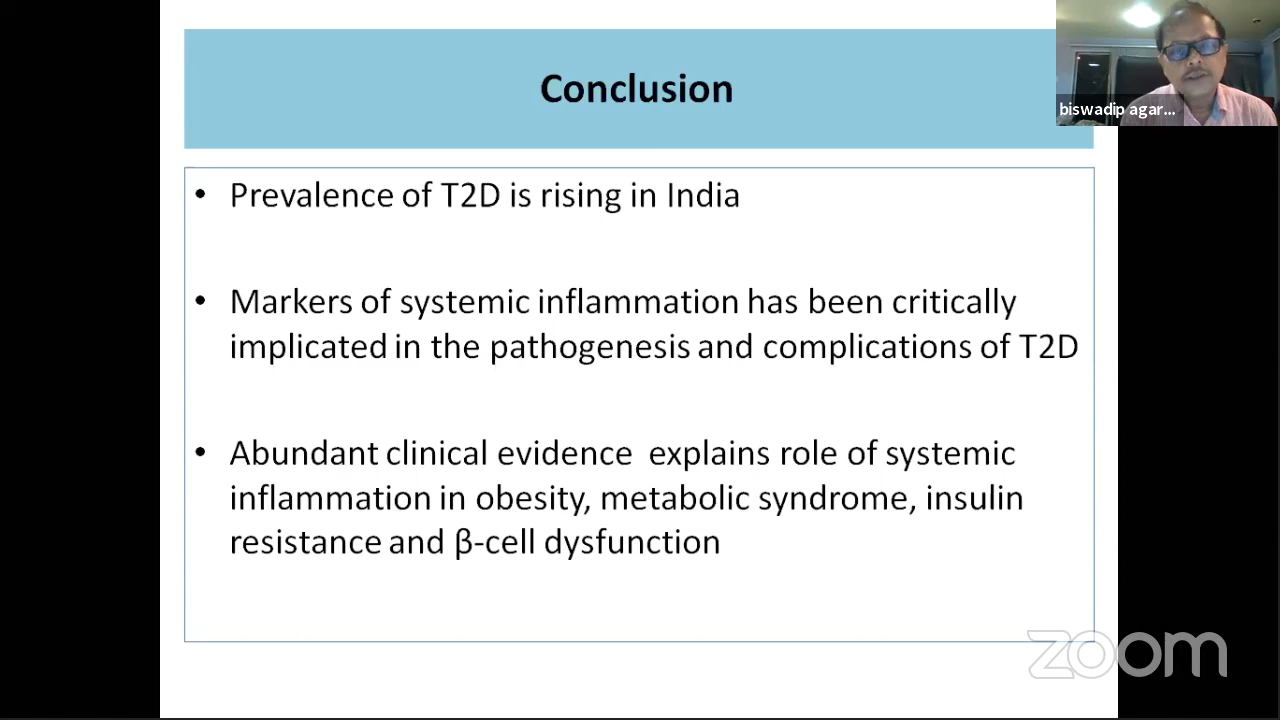 Conclusion
biswadip agar...
• Prevalence of T2D is rising in India
• Markers of systemic inflammation has been critically
implicated in the pathogenesis and complications of T2D
• Abundant clinical evidence  explains role of systemic
inflammation in obesity, metabolic syndrome, insulin
resistance and β-cell dysfunction
zoom